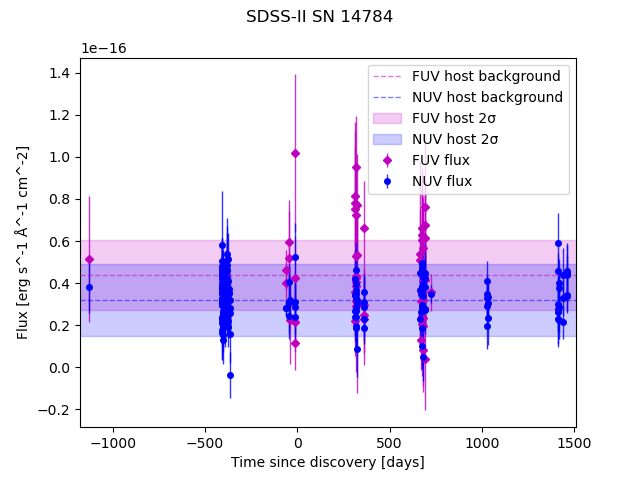 SDSS-II SN 14784
1e−16
FUV host background
NUV host background
FUV host 2σ
NUV host 2σ
FUV flux
NUV flux
1.4
1.2
1.0
0.8
0.6
0.4
0.2
0.0
−0.2
Flux [erg s^-1 Å^-1 cm^-2]
−1000 −500 0 500 1000 1500
Time since discovery [days]